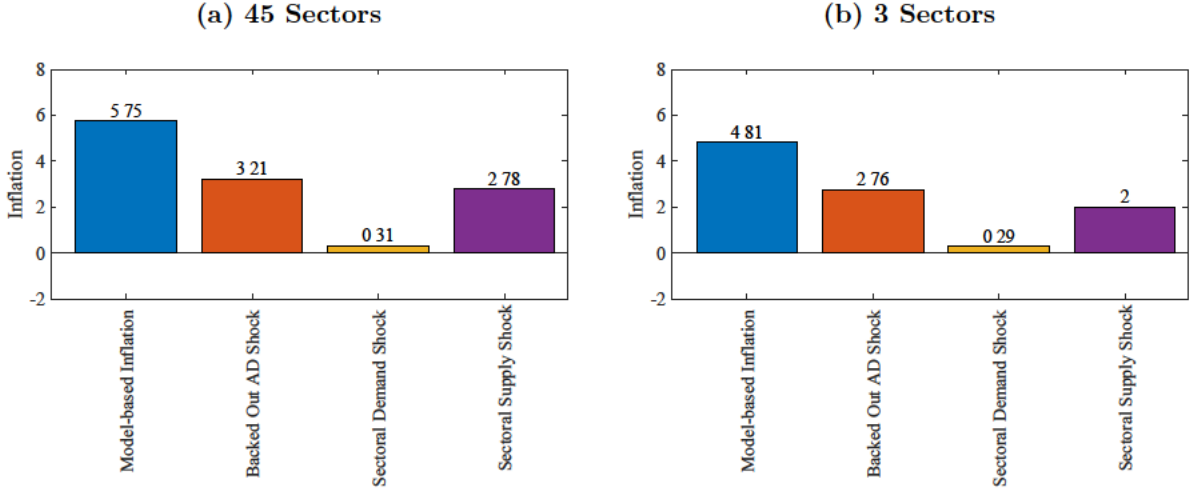 (a) 45 Sectors
8
6
4
2
0
-2
Inflation
5 75
3 21
0 31
2 78
Model-based Inflation
Backed Out AD Shock
Sectoral Demand Shock
Sectoral Supply Shock
(b) 3 Sectors
8
6
4
2
0
-2
Inflation
4 81
2 76
0 29
2
Model-based Inflation
Backed Out AD Shock
Sectoral Demand Shock
Sectoral Supply Shock